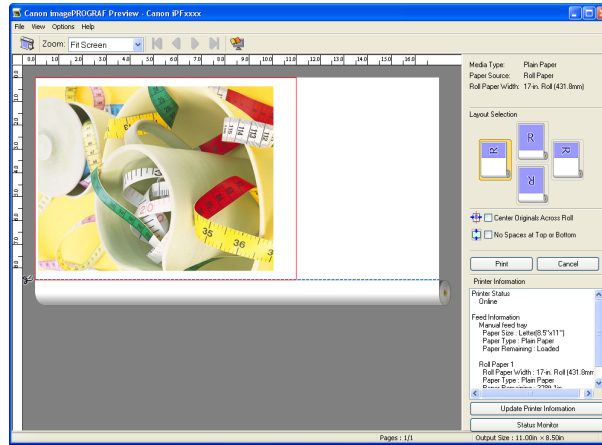 Canon imagePROGRAF Preview - Canon iPFxxxx
File View Options Help
Zoom: Fit Screen
0.0 1.0 2.0 3.0 4.0 5.0 6.0 7.0 8.0 9.0 10.0 11.0 12.0 13.0 14.0 15.0 16.0
Media Type: Plain Paper
Paper Source: Roll Paper
Roll Paper Width: 17-in. Roll (431.8mm)
Layout Selection
R
R
R
R
Center Originals Across Roll
No Spaces at Top or Bottom
Print Cancel
Printer Information
Printer Status
Online
Feed Information
Manual feed tray
Paper Size : Letter(8.5"x11")
Paper Type : Plain Paper
Paper Remaining : Loaded
Roll Paper 1
Roll Paper Width : 17-in. Roll (431.8mm
Paper Type : Plain Paper
Update Printer Information
Status Monitor
Pages : 1/1 Output Size : 11.00in × 8.50in
35 36